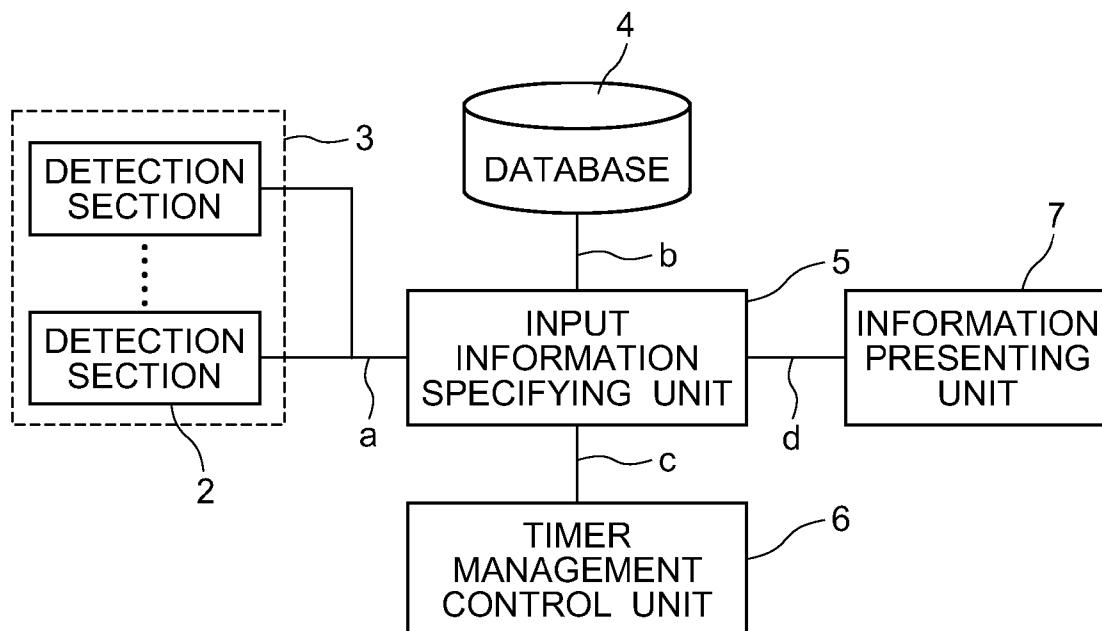 4
3
DETECTION
SECTION
DATABASE
7
b
5
DETECTION
SECTION
INPUT
INFORMATION
SPECIFYING UNIT
INFORMATION
PRESENTING
UNIT
a
d
2
c
6
TIMER
MANAGEMENT
CONTROL UNIT